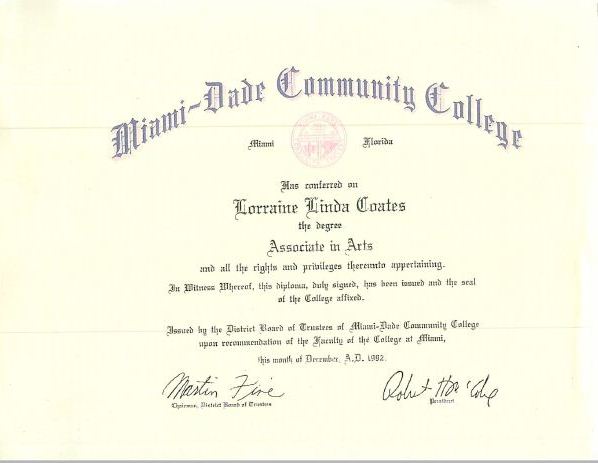 Miami-Dade Community College
Miami Florida
Has conferred on
Lorraine Linda Coates
the degree
Associate in Arts
and all the rights and privileges thereunto appertaining.
In Witness Whereof, this diploma, duly signed, has been issued and the seal
of the College affixed.
Issued by the District Board of Trustees of Miami-Dade Community College
upon recommendation of the Faculty of the College at Miami,
this month of December, A.D. 1982.
Martin Fine
Chairman, District Board of Trustees
Robert
President